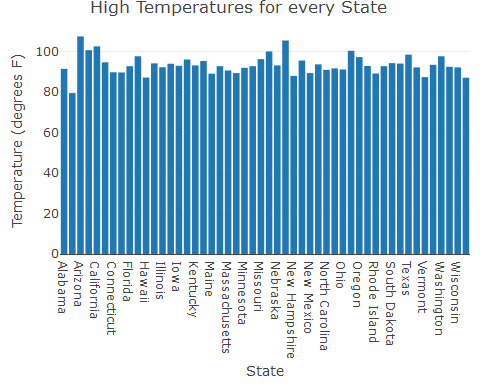 High Temperatures for every State
Temperature (degrees F)
100
80
60
40
20
0
Alabama
Arizona
California
Connecticut
Florida
Hawaii
Illinois
Iowa
Kentucky
Maine
Massachusetts
Minnesota
Missouri
Nebraska
New Hampshire
New Mexico
North Carolina
Ohio
Oregon
Rhode Island
South Dakota
Texas
Vermont
Washington
Wisconsin
State